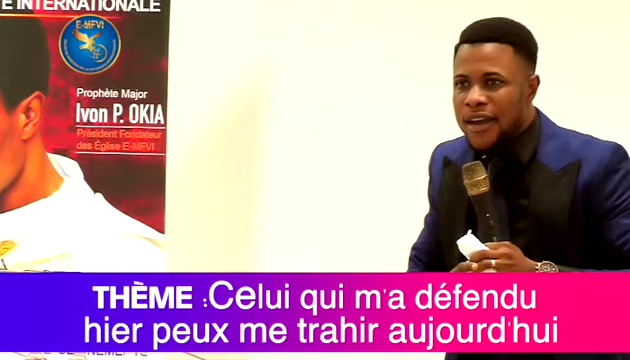 E INTERNATIONALE
E-MFVI
Prophète Major
Ivon P. OKIA
Président Fondateur
des Église E-MFVI
THÈME : Celui qui m'a défendu
hier peux me trahir aujourd'hui